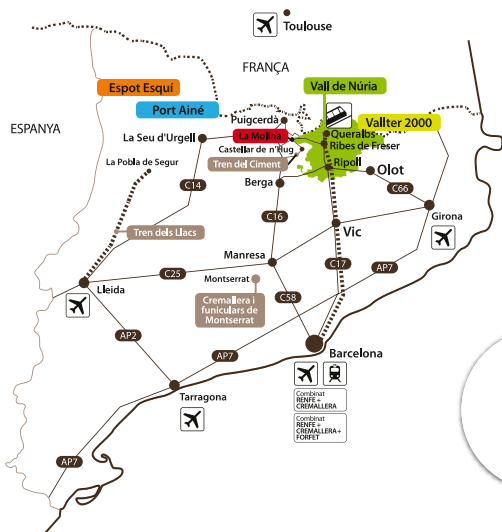 Toulouse
FRANÇA
Espot Esquí
Vall de Núria
Port Ainé
Puigcerdà
Vallter 2000
ESPANYA
La Seu d'Urgell
La Molina
Queralbs
Castellar de n'Hug
Ribes de Freser
La Pobla de Segur
Tren del Ciment
Ripoll
Olot
Berga
C14
C66
C16
Girona
Tren dels Llacs
Vic
Manresa
C25
C17
AP7
Montserrat
Lleida
Cremallera i
funiculars de
Montserrat
C58
AP2
AP7
Barcelona
Tarragona
Combinat
RENFE +
CREMALLERA
Combinat
RENFE +
CREMALLERA+
FORFET
AP7